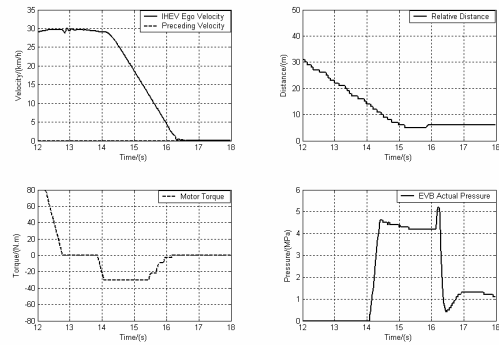 IHEV Ego Velocity
Preceding Velocity
Velocity/(km/h)
35
30
25
20
15
10
5
0
12 13 14 15 16 17 18
Time/(s)
Relative Distance
Distance/(m)
50
40
30
20
10
0
12 13 14 15 16 17 18
Time/(s)
Motor Torque
Torque/(N.m)
80
60
40
20
0
-20
-40
-60
-80
12 13 14 15 16 17 18
Time/(s)
EVB Actual Pressure
Pressure/(MPa)
6
5
4
3
2
1
0
12 13 14 15 16 17 18
Time/(s)